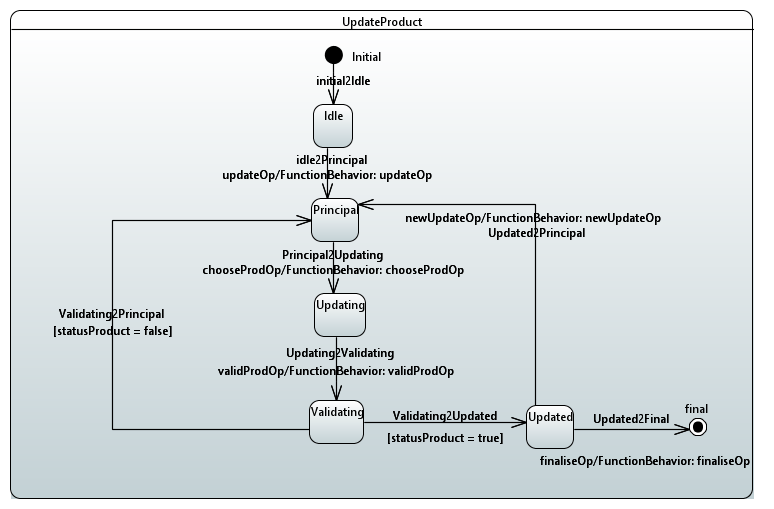 UpdateProduct
Initial
initial2Idle
Idle
idle2Principal
updateOp/FunctionBehavior: updateOp
Principal
newUpdateOp/FunctionBehavior: newUpdateOp
Updated2Principal
Principal2Updating
chooseProdOp/FunctionBehavior: chooseProdOp
Updating
Validating2Principal
[statusProduct = false]
Updating2Validating
validProdOp/FunctionBehavior: validProdOp
Validating
Validating2Updated
[statusProduct = true]
Updated
Updated2Final
final
finaliseOp/FunctionBehavior: finaliseOp